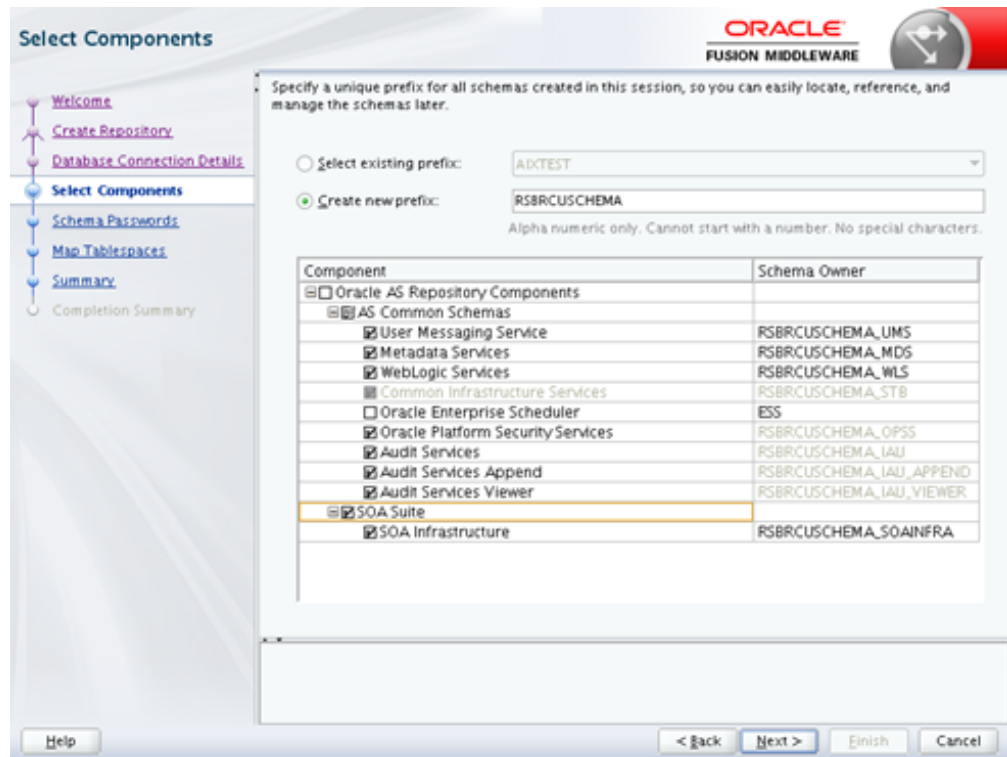 Select Components
ORACLE
FUSION MIDDLEWARE
Welcome
Create Repository
Database Connection Details
Select Components
Schema Passwords
Map Tablespaces
Summary
Completion Summary
Specify a unique prefix for all schemas created in this session, so you can easily locate, reference, and
manage the schemas later.
Select existing prefix: AIXTEST
Create new prefix: RSBRCUSCHEMA
Alpha numeric only. Cannot start with a number. No special characters.
Component Schema Owner
Oracle AS Repository Components
AS Common Schemas
User Messaging Service RSBRCUSCHEMA_UMS
Metadata Services RSBRCUSCHEMA_MDS
WebLogic Services RSBRCUSCHEMA_WLS
Common Infrastructure Services RSBRCUSCHEMA_STB
Oracle Enterprise Scheduler ESS
Oracle Platform Security Services RSBRCUSCHEMA_OPSS
Audit Services RSBRCUSCHEMA_IAU
Audit Services Append RSBRCUSCHEMA_IAU_APPEND
Audit Services Viewer RSBRCUSCHEMA_IAU_VIEWER
SOA Suite
SOA Infrastructure RSBRCUSCHEMA_SOAINFRA
Help
< Back Next > Finish Cancel